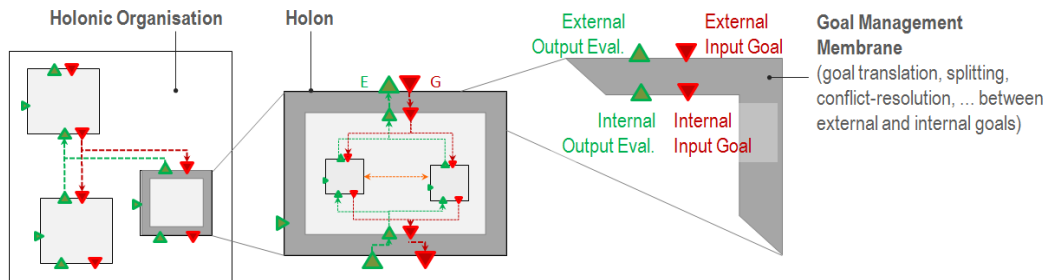 Holonic Organisation
Holon
E
G
External
Output Eval.
External
Input Goal
Internal
Output Eval.
Internal
Input Goal
Goal Management
Membrane
(goal translation, splitting,
conflict-resolution, ... between
external and internal goals)